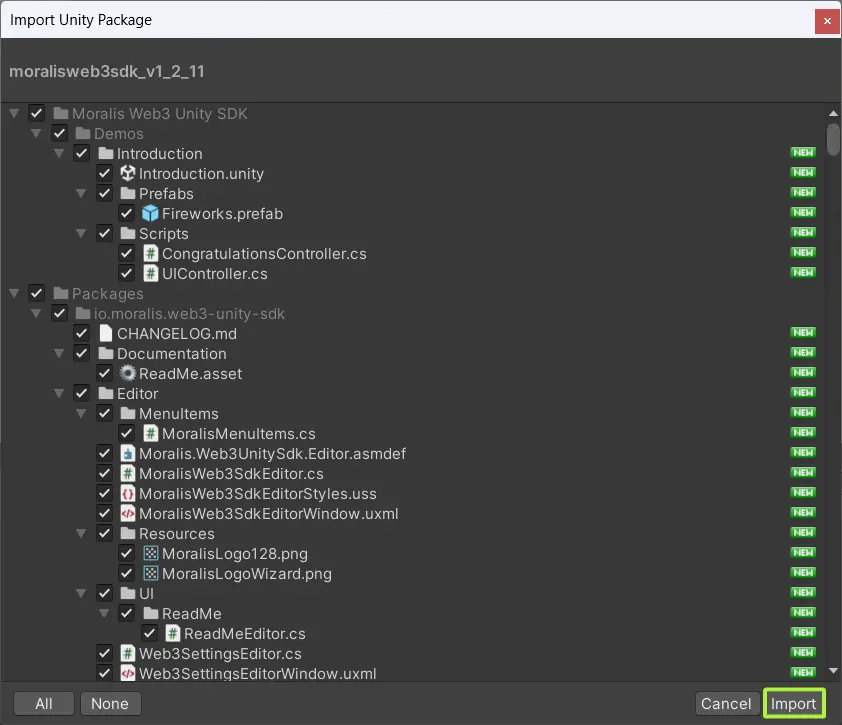 Import Unity Package
moralisweb3sdk_v1_2_11
Moralis Web3 Unity SDK
Demos
Introduction NEW
Introduction.unity NEW
Prefabs NEW
Fireworks.prefab NEW
Scripts NEW
CongratulationsController.cs NEW
UIController.cs NEW
Packages
io.moralis.web3-unity-sdk
CHANGELOG.md NEW
Documentation NEW
ReadMe.asset NEW
Editor NEW
MenuItems NEW
MoralisMenuItems.cs NEW
Moralis.Web3UnitySdk.Editor.asmdef NEW
MoralisWeb3SdkEditor.cs NEW
MoralisWeb3SdkEditorStyles.uss NEW
MoralisWeb3SdkEditorWindow.uxml NEW
Resources NEW
MoralisLogo128.png NEW
MoralisLogoWizard.png NEW
UI NEW
ReadMe NEW
ReadMeEditor.cs NEW
Web3SettingsEditor.cs NEW
Web3SettingsEditorWindow.uxml NEW
All None Cancel Import